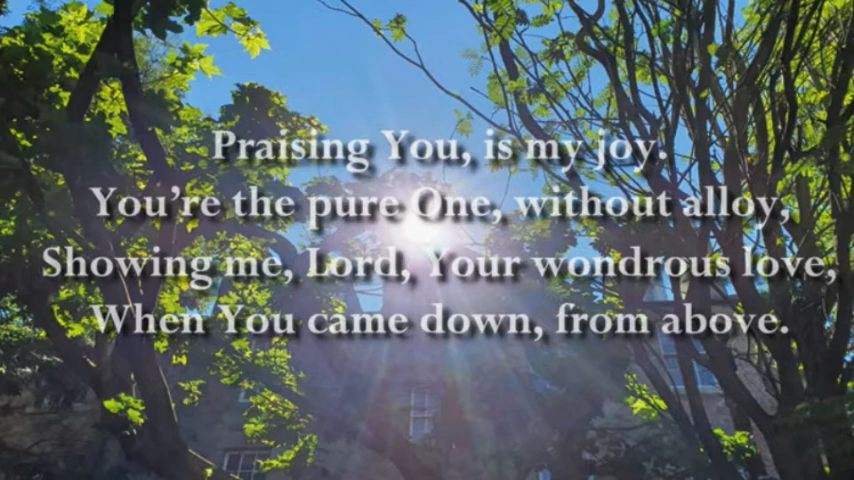 Praising You, is my joy.
You're the pure One, without alloy,
Showing me, Lord, Your wondrous love,
When You came down, from above.